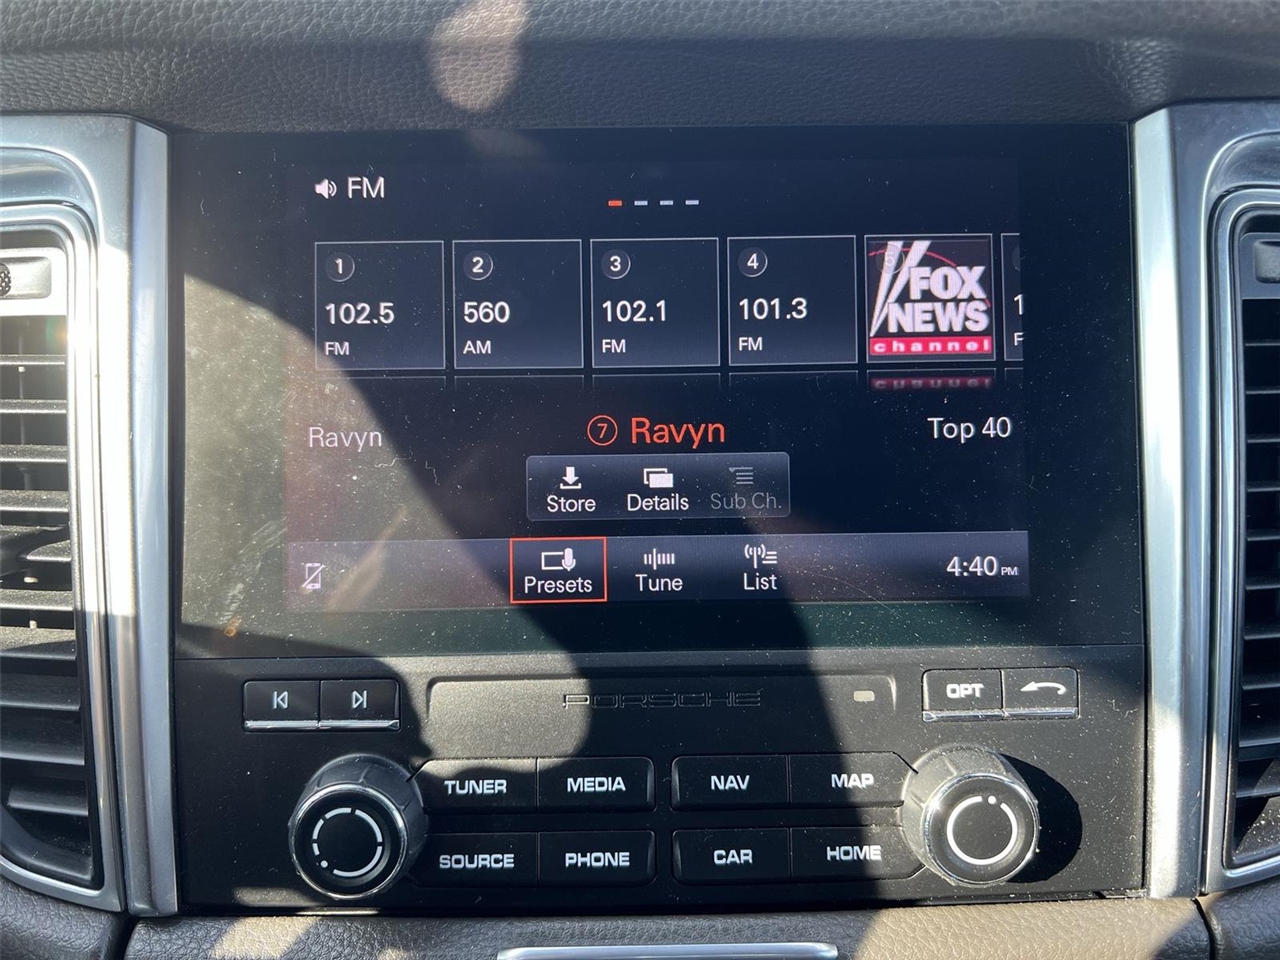 FM
1 2 3 4 5
102.5 560 102.1 101.3 FOX NEWS channel 1
FM AM FM FM F
Ravyn 7 Ravyn Top 40
Store Details Sub Ch.
Presets Tune List 4:40 PM
PORSCHE OPT
TUNER MEDIA NAV MAP
SOURCE PHONE CAR HOME